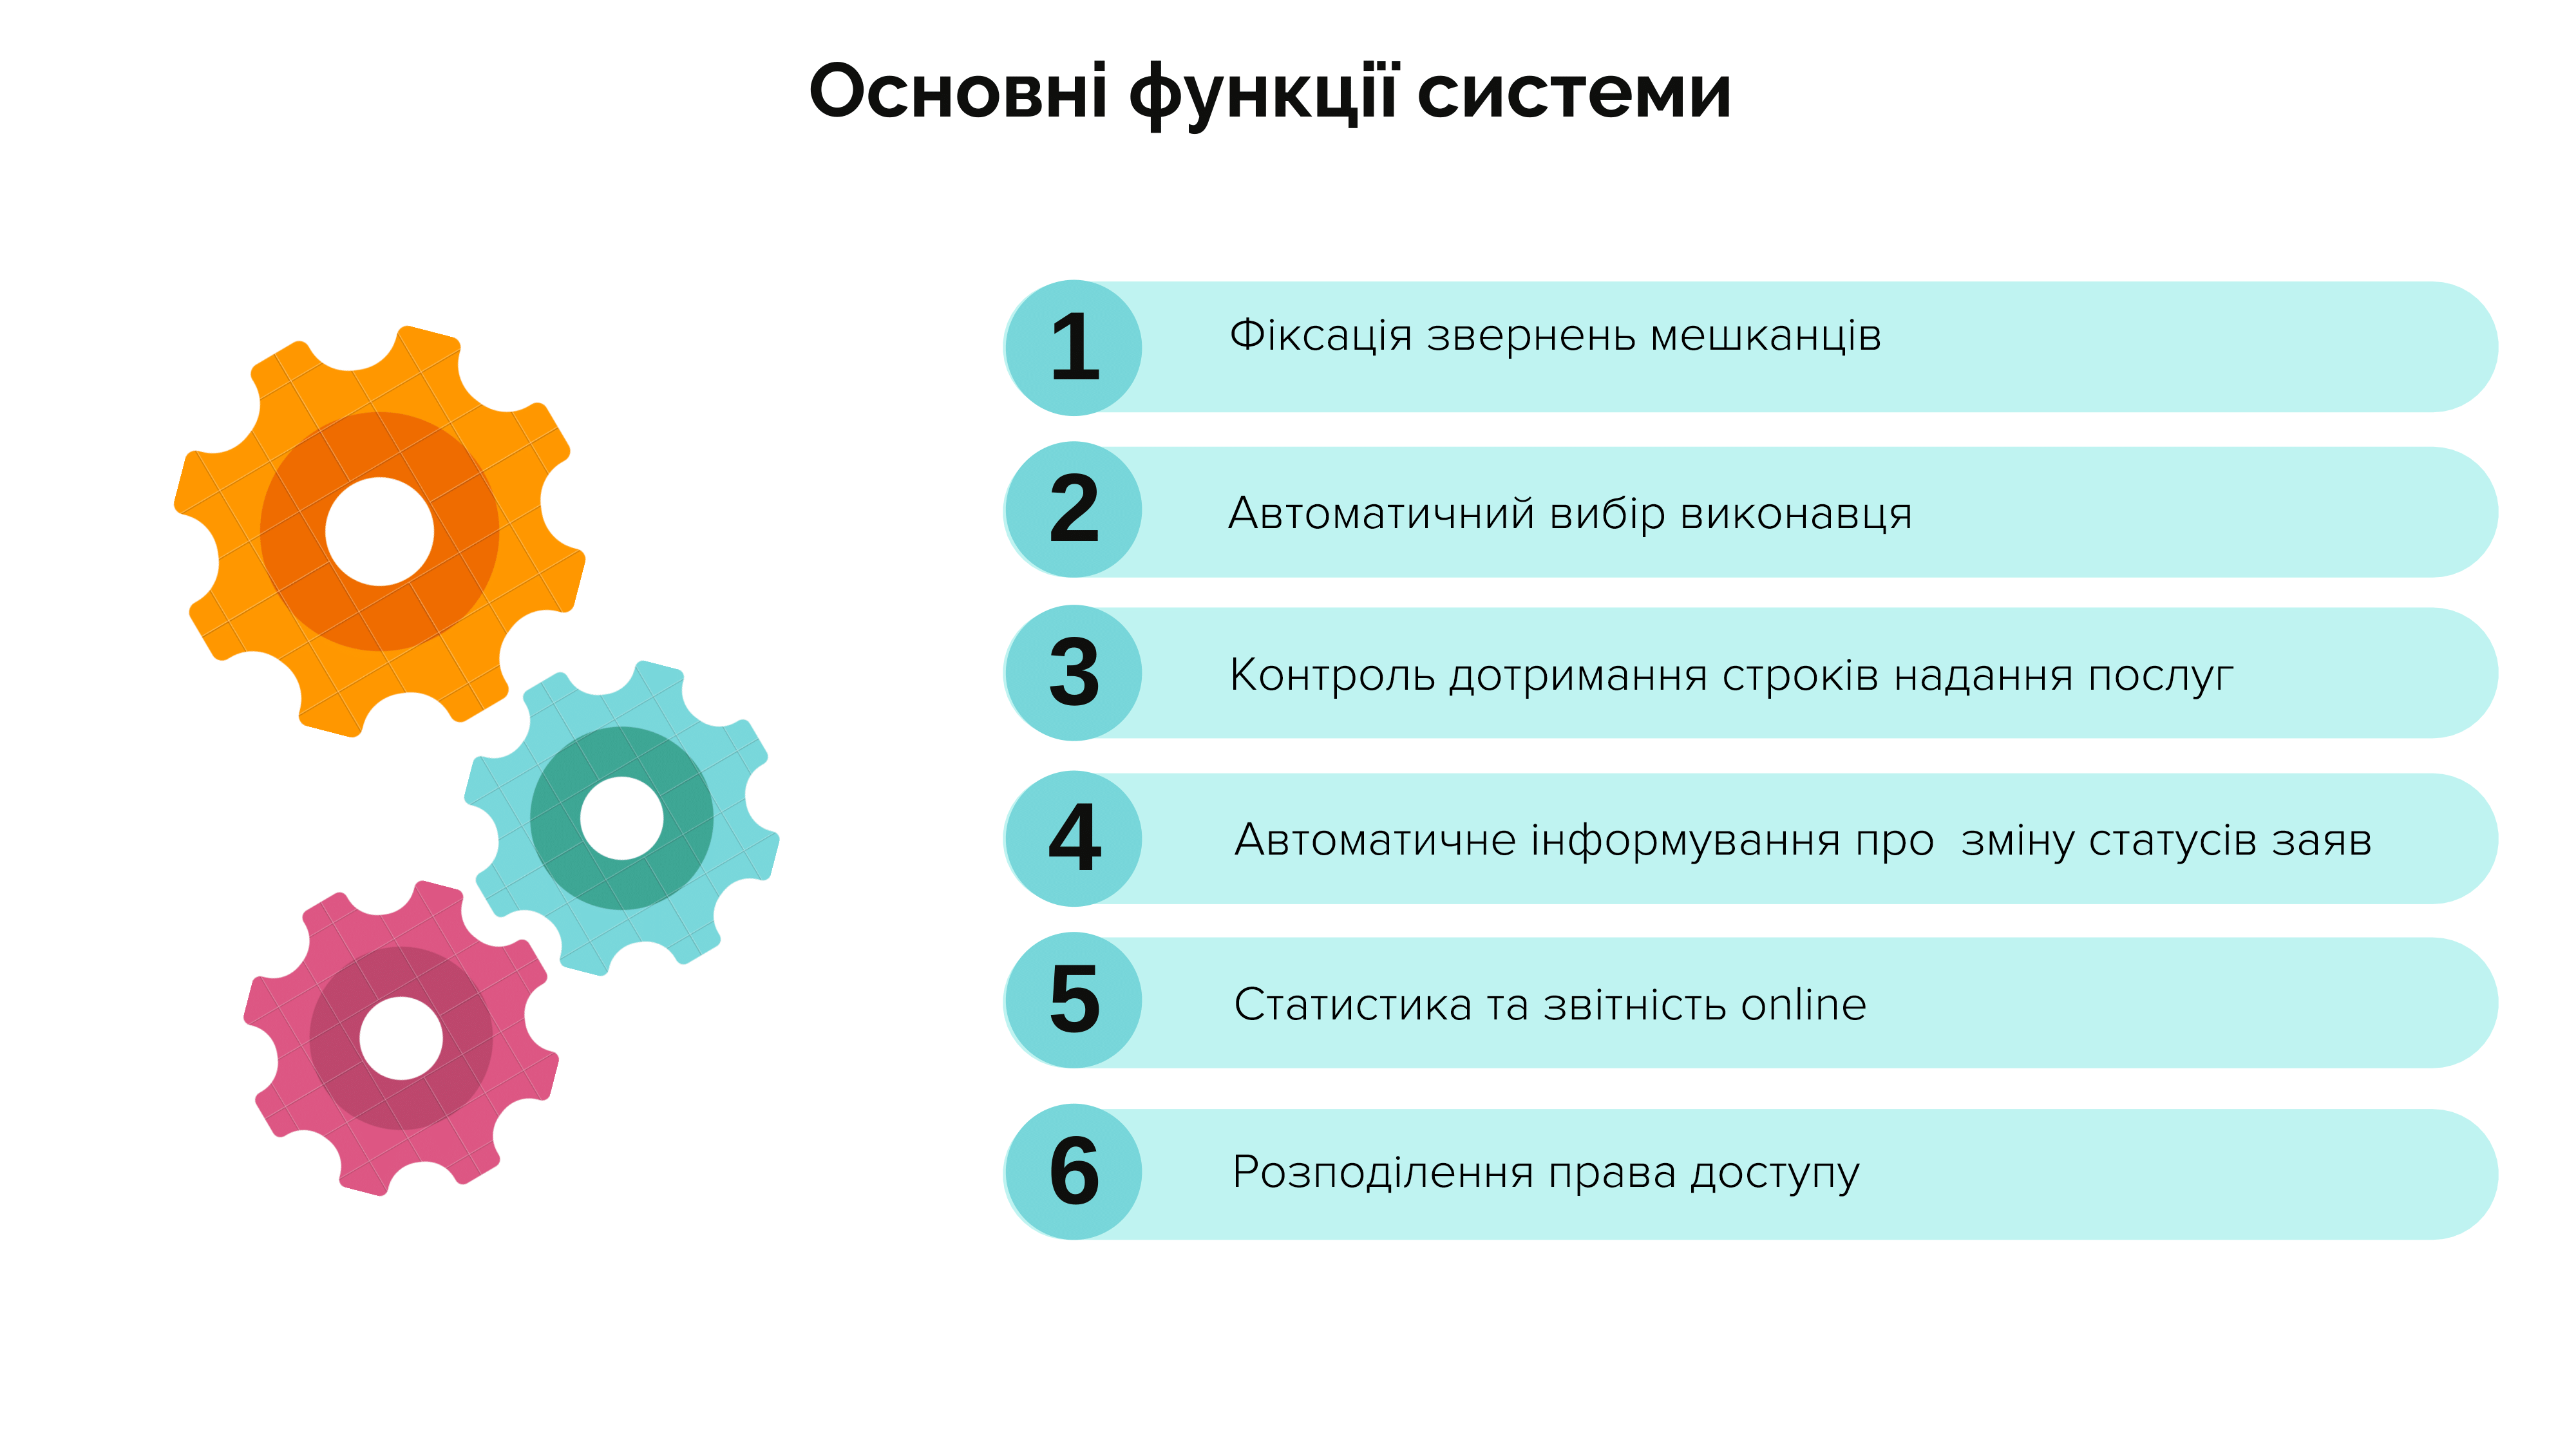 Основні функції системи
1 Фіксація звернень мешканців
2 Автоматичний вибір виконавця
3 Контроль дотримання строків надання послуг
4 Автоматичне інформування про  зміну статусів заяв
5 Статистика та звітність online
6 Розподілення права доступу